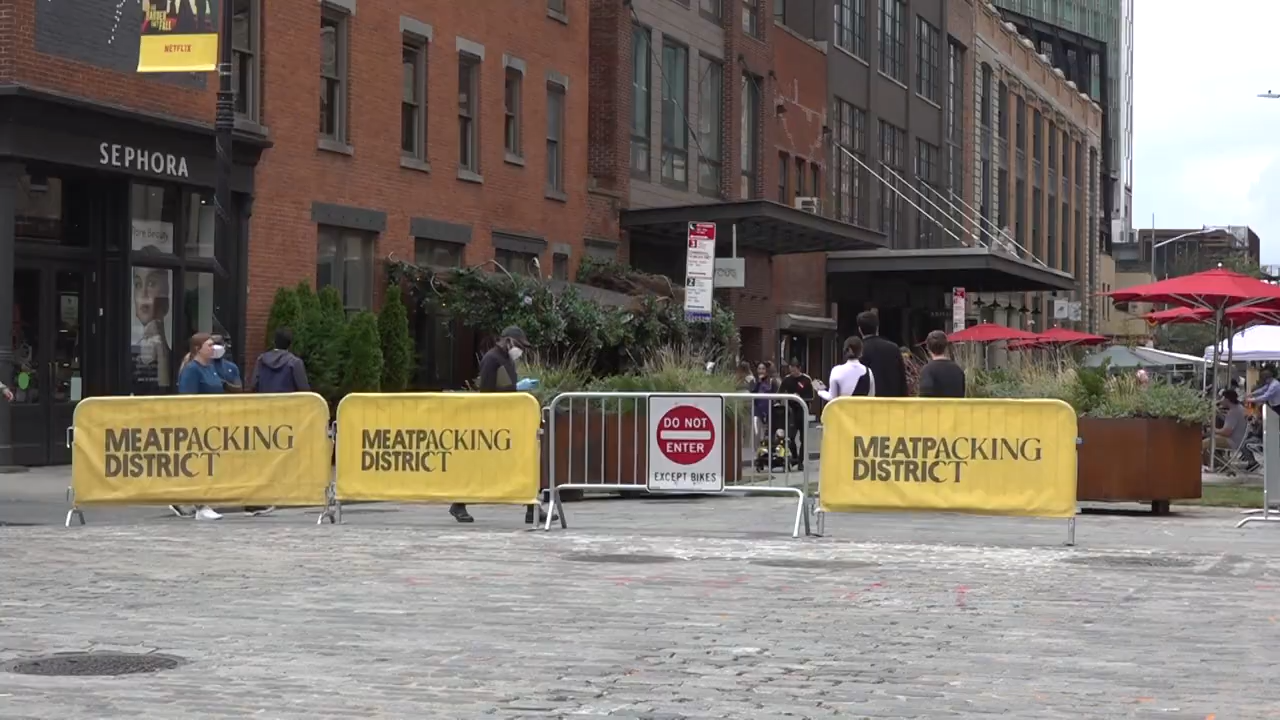 NETFLIX
SEPHORA
MEATPACKING
DISTRICT
MEATPACKING
DISTRICT
DO NOT
ENTER
EXCEPT BIKES
MEATPACKING
DISTRICT